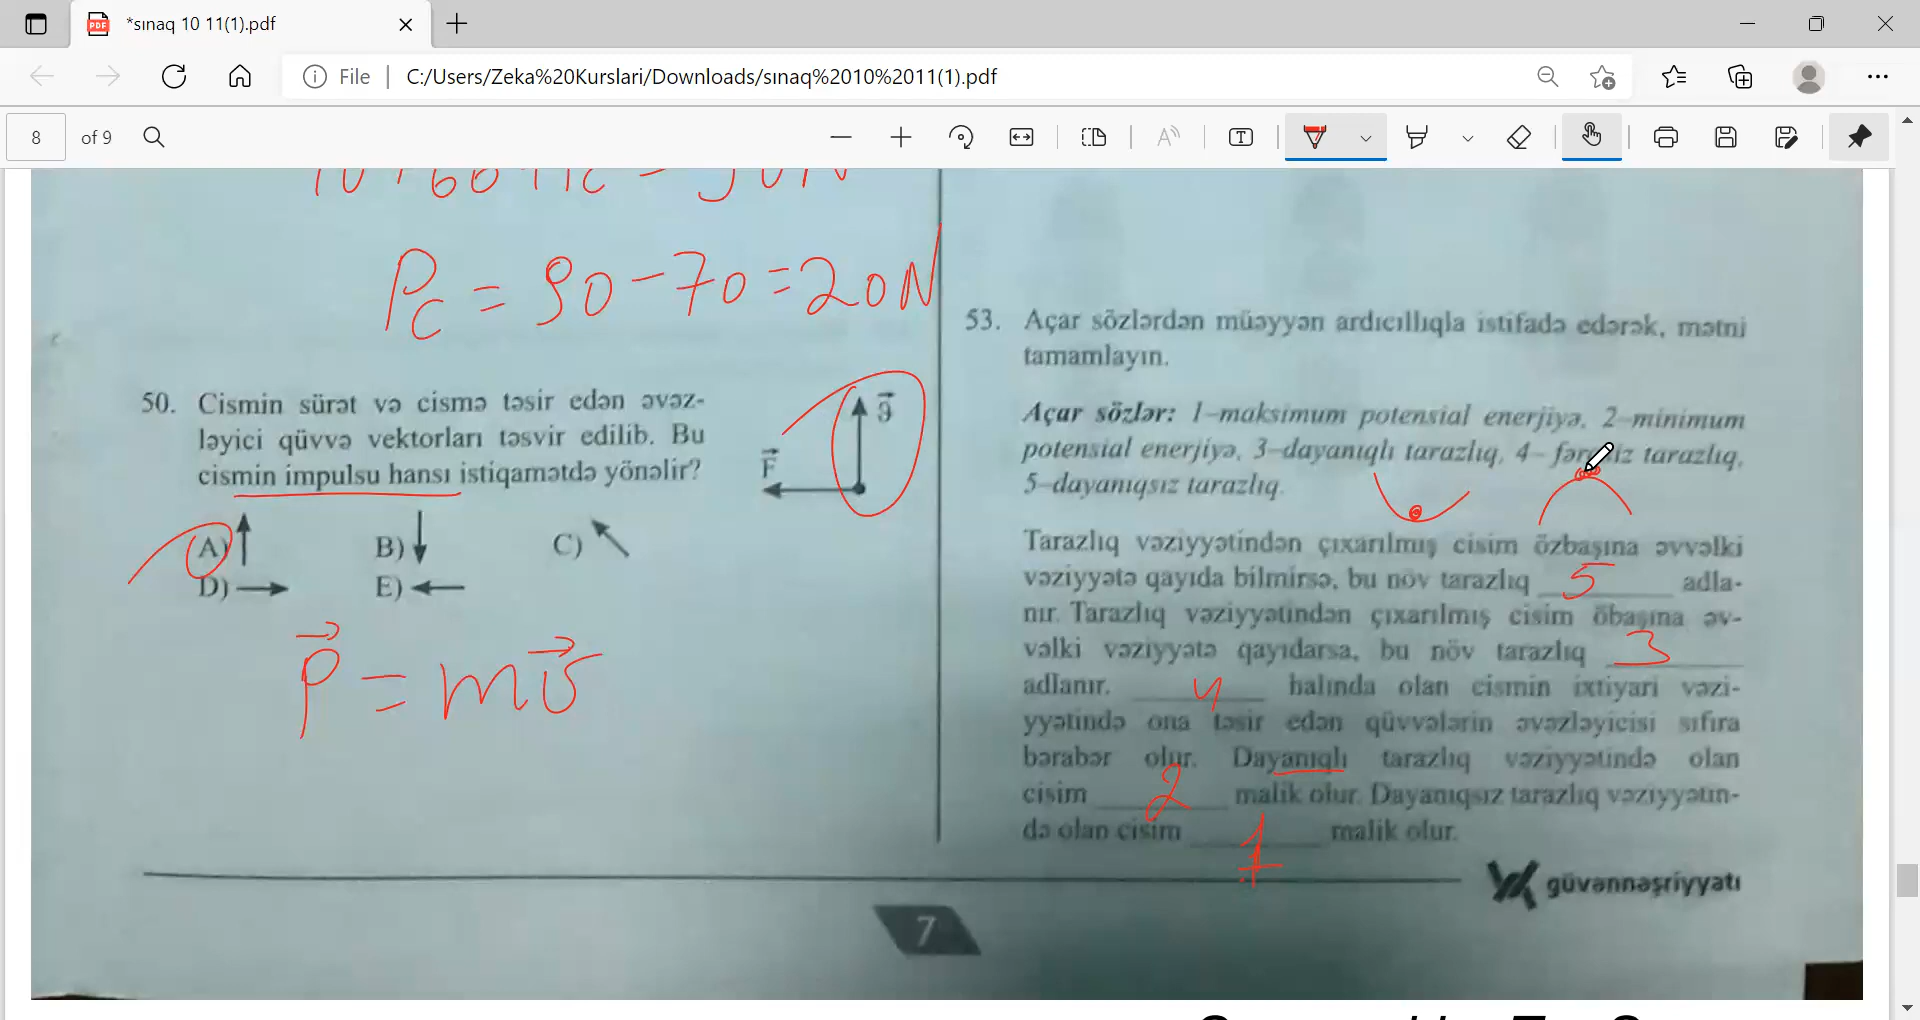 *sınaq 10 11(1).pdf
File C:/Users/Zeka%20Kurslari/Downloads/sınaq%2010%2011(1).pdf
8 of 9
Pc = 90 - 70 = 20N
50. Cismin sürət və cismə təsir edən əvəz-
ləyici qüvvə vektorları təsvir edilib. Bu
cismin impulsu hansı istiqamətdə yönəlir?
F
ϑ
A) B) C)
D) E)
P = mϑ
53. Açar sözlərdən müəyyən ardıcıllıqla istifadə edərək, mətni
tamamlayın.
Açar sözlər: 1–maksimum potensial enerjiyə, 2–minimum
potensial enerjiyə, 3–dayanıqlı tarazlıq, 4– tarazlıq,
5–dayanıqsız tarazlıq.
Tarazlıq vəziyyətindən çıxarılmış cisim özbaşına əvvəlki
vəziyyətə qayıda bilmirsə, bu növ tarazlıq 5 adla-
nır. Tarazlıq vəziyyətindən çıxarılmış cisim öbaşına əv-
vəlki vəziyyətə qayıdarsa, bu növ tarazlıq 3
adlanır. 4 halında olan cismin ixtiyari vəzi-
yyətində ona təsir edən qüvvələrin əvəzləyicisi sıfıra
bərabər olur. Dayanıqlı tarazlıq vəziyyətində olan
cisim 2 malik olur. Dayanıqsız tarazlıq vəziyyətin-
də olan cisim 1 malik olur.
güvənnəşriyyatı
7